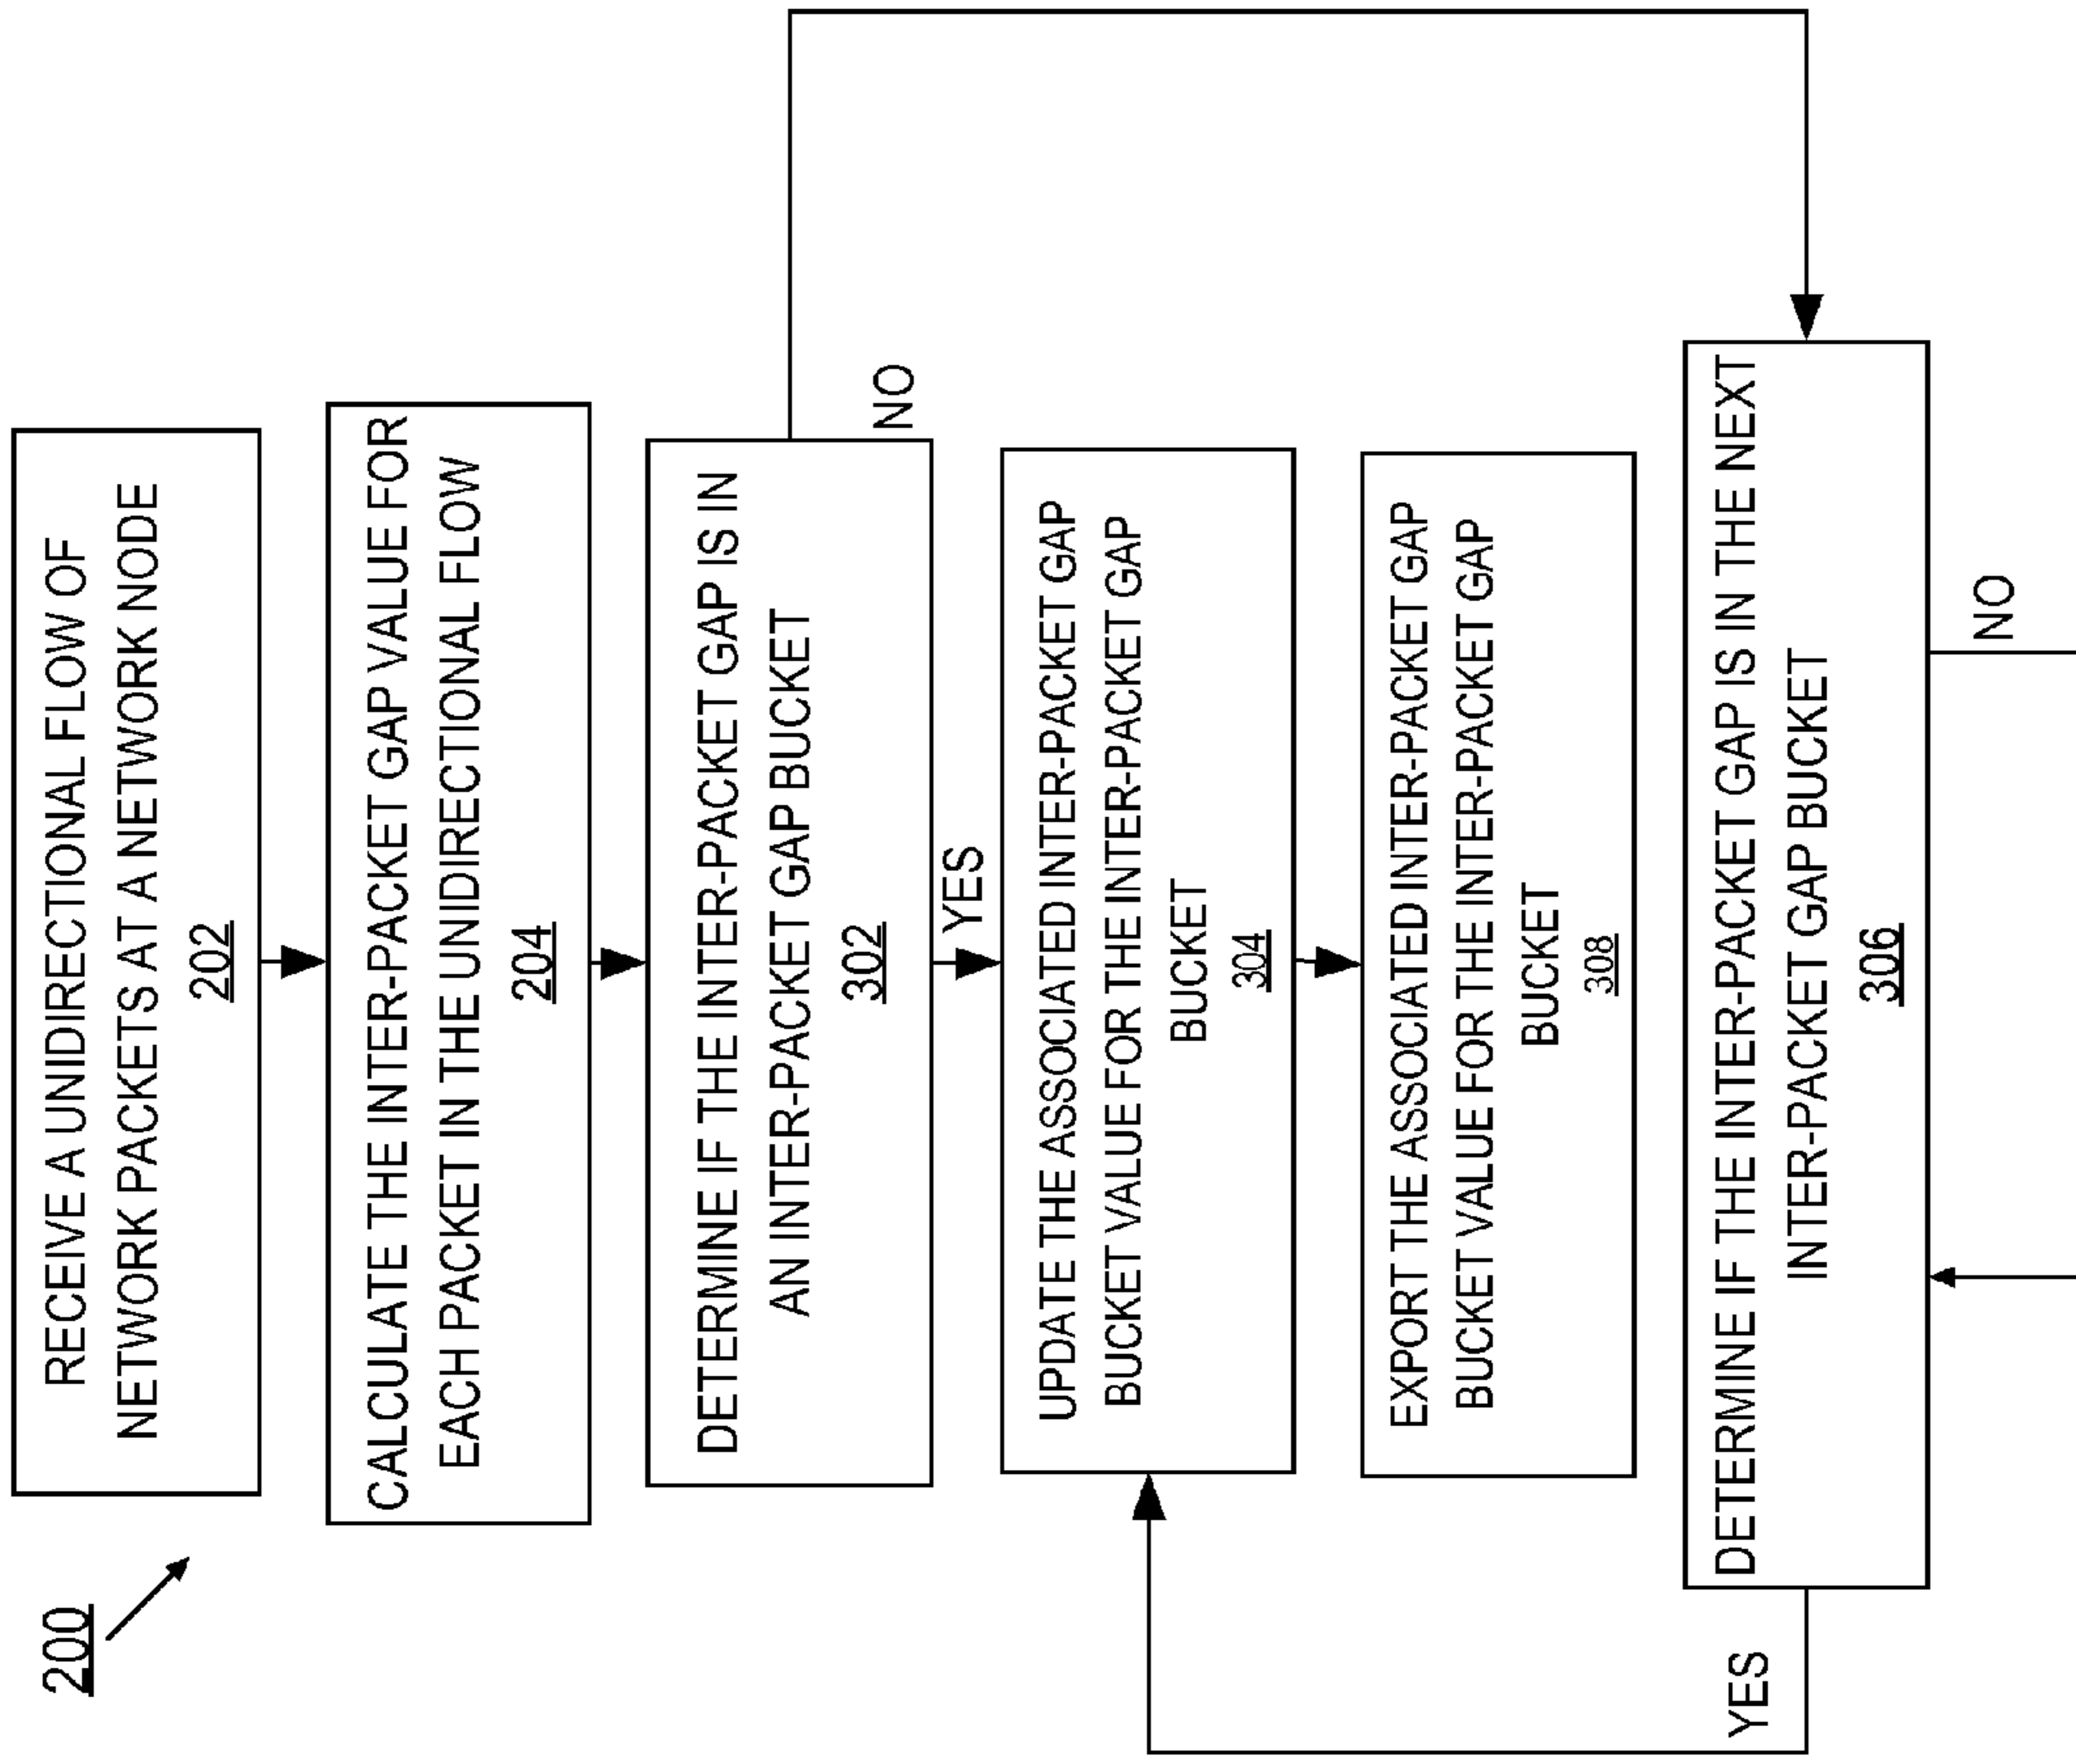 200
RECEIVE A UNIDIRECTIONAL FLOW OF
NETWORK PACKETS AT A NETWORK NODE
202
CALCULATE THE INTER-PACKET GAP VALUE FOR
EACH PACKET IN THE UNIDIRECTIONAL FLOW
204
DETERMINE IF THE INTER-PACKET GAP IS IN
AN INTER-PACKET GAP BUCKET
302
NO
YES
UPDATE THE ASSOCIATED INTER-PACKET GAP
BUCKET VALUE FOR THE INTER-PACKET GAP
BUCKET
304
EXPORT THE ASSOCIATED INTER-PACKET GAP
BUCKET VALUE FOR THE INTER-PACKET GAP
BUCKET
308
YES
DETERMINE IF THE INTER-PACKET GAP IS IN THE NEXT
INTER-PACKET GAP BUCKET
306
NO